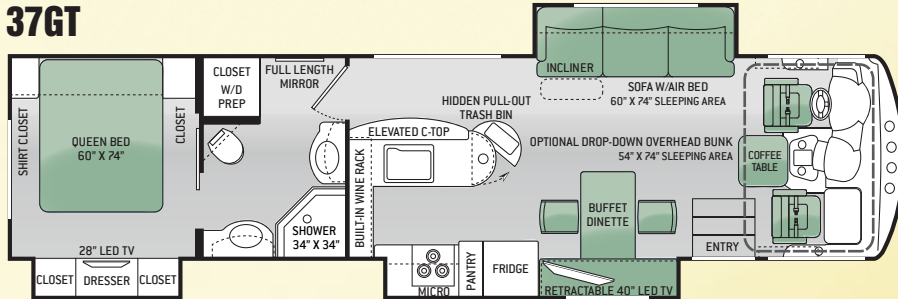 37GT
SHIRT CLOSET
QUEEN BED
60" X 74"
CLOSET
28" LED TV
CLOSET
DRESSER
CLOSET
CLOSET
W/D
PREP
FULL LENGTH
MIRROR
SHOWER
34" X 34"
BUILT-IN WINE RACK
ELEVATED C-TOP
HIDDEN PULL-OUT
TRASH BIN
MICRO
PANTRY
FRIDGE
INCLINER
SOFA W/AIR BED
60" X 74" SLEEPING AREA
OPTIONAL DROP-DOWN OVERHEAD BUNK
54" X 74" SLEEPING AREA
BUFFET
DINETTE
RETRACTABLE 40" LED TV
COFFEE
TABLE
ENTRY